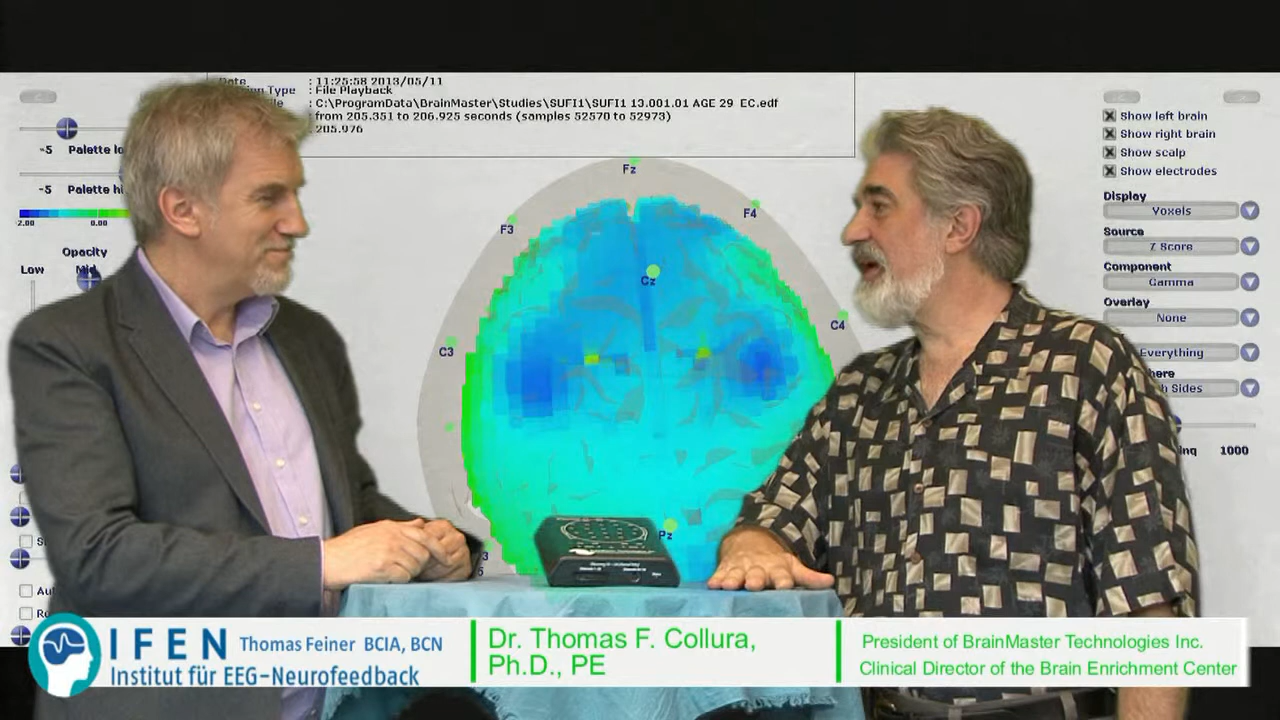 Date : 11:25:58 2013/05/11
Type : File Playback
: C:\ProgramData\BrainMaster\Studies\SUFI1\SUFI1 13.001.01 AGE 29 EC.edf
from 205.351 to 206.925 seconds (samples 52570 to 52973)
205.976
-5 Palette lo
-5 Palette hi
2.00 0.00
Opacity
Low Mid
Fz
F3
F4
Cz
C3
C4
Pz
Show left brain
Show right brain
Show scalp
Show electrodes
Display
Voxels
Source
Z Score
Component
Gamma
Overlay
None
Everything
Sides
1000
IFEN Thomas Feiner BCIA, BCN
Institut für EEG-Neurofeedback
Dr. Thomas F. Collura,
Ph.D., PE
President of BrainMaster Technologies Inc.
Clinical Director of the Brain Enrichment Center